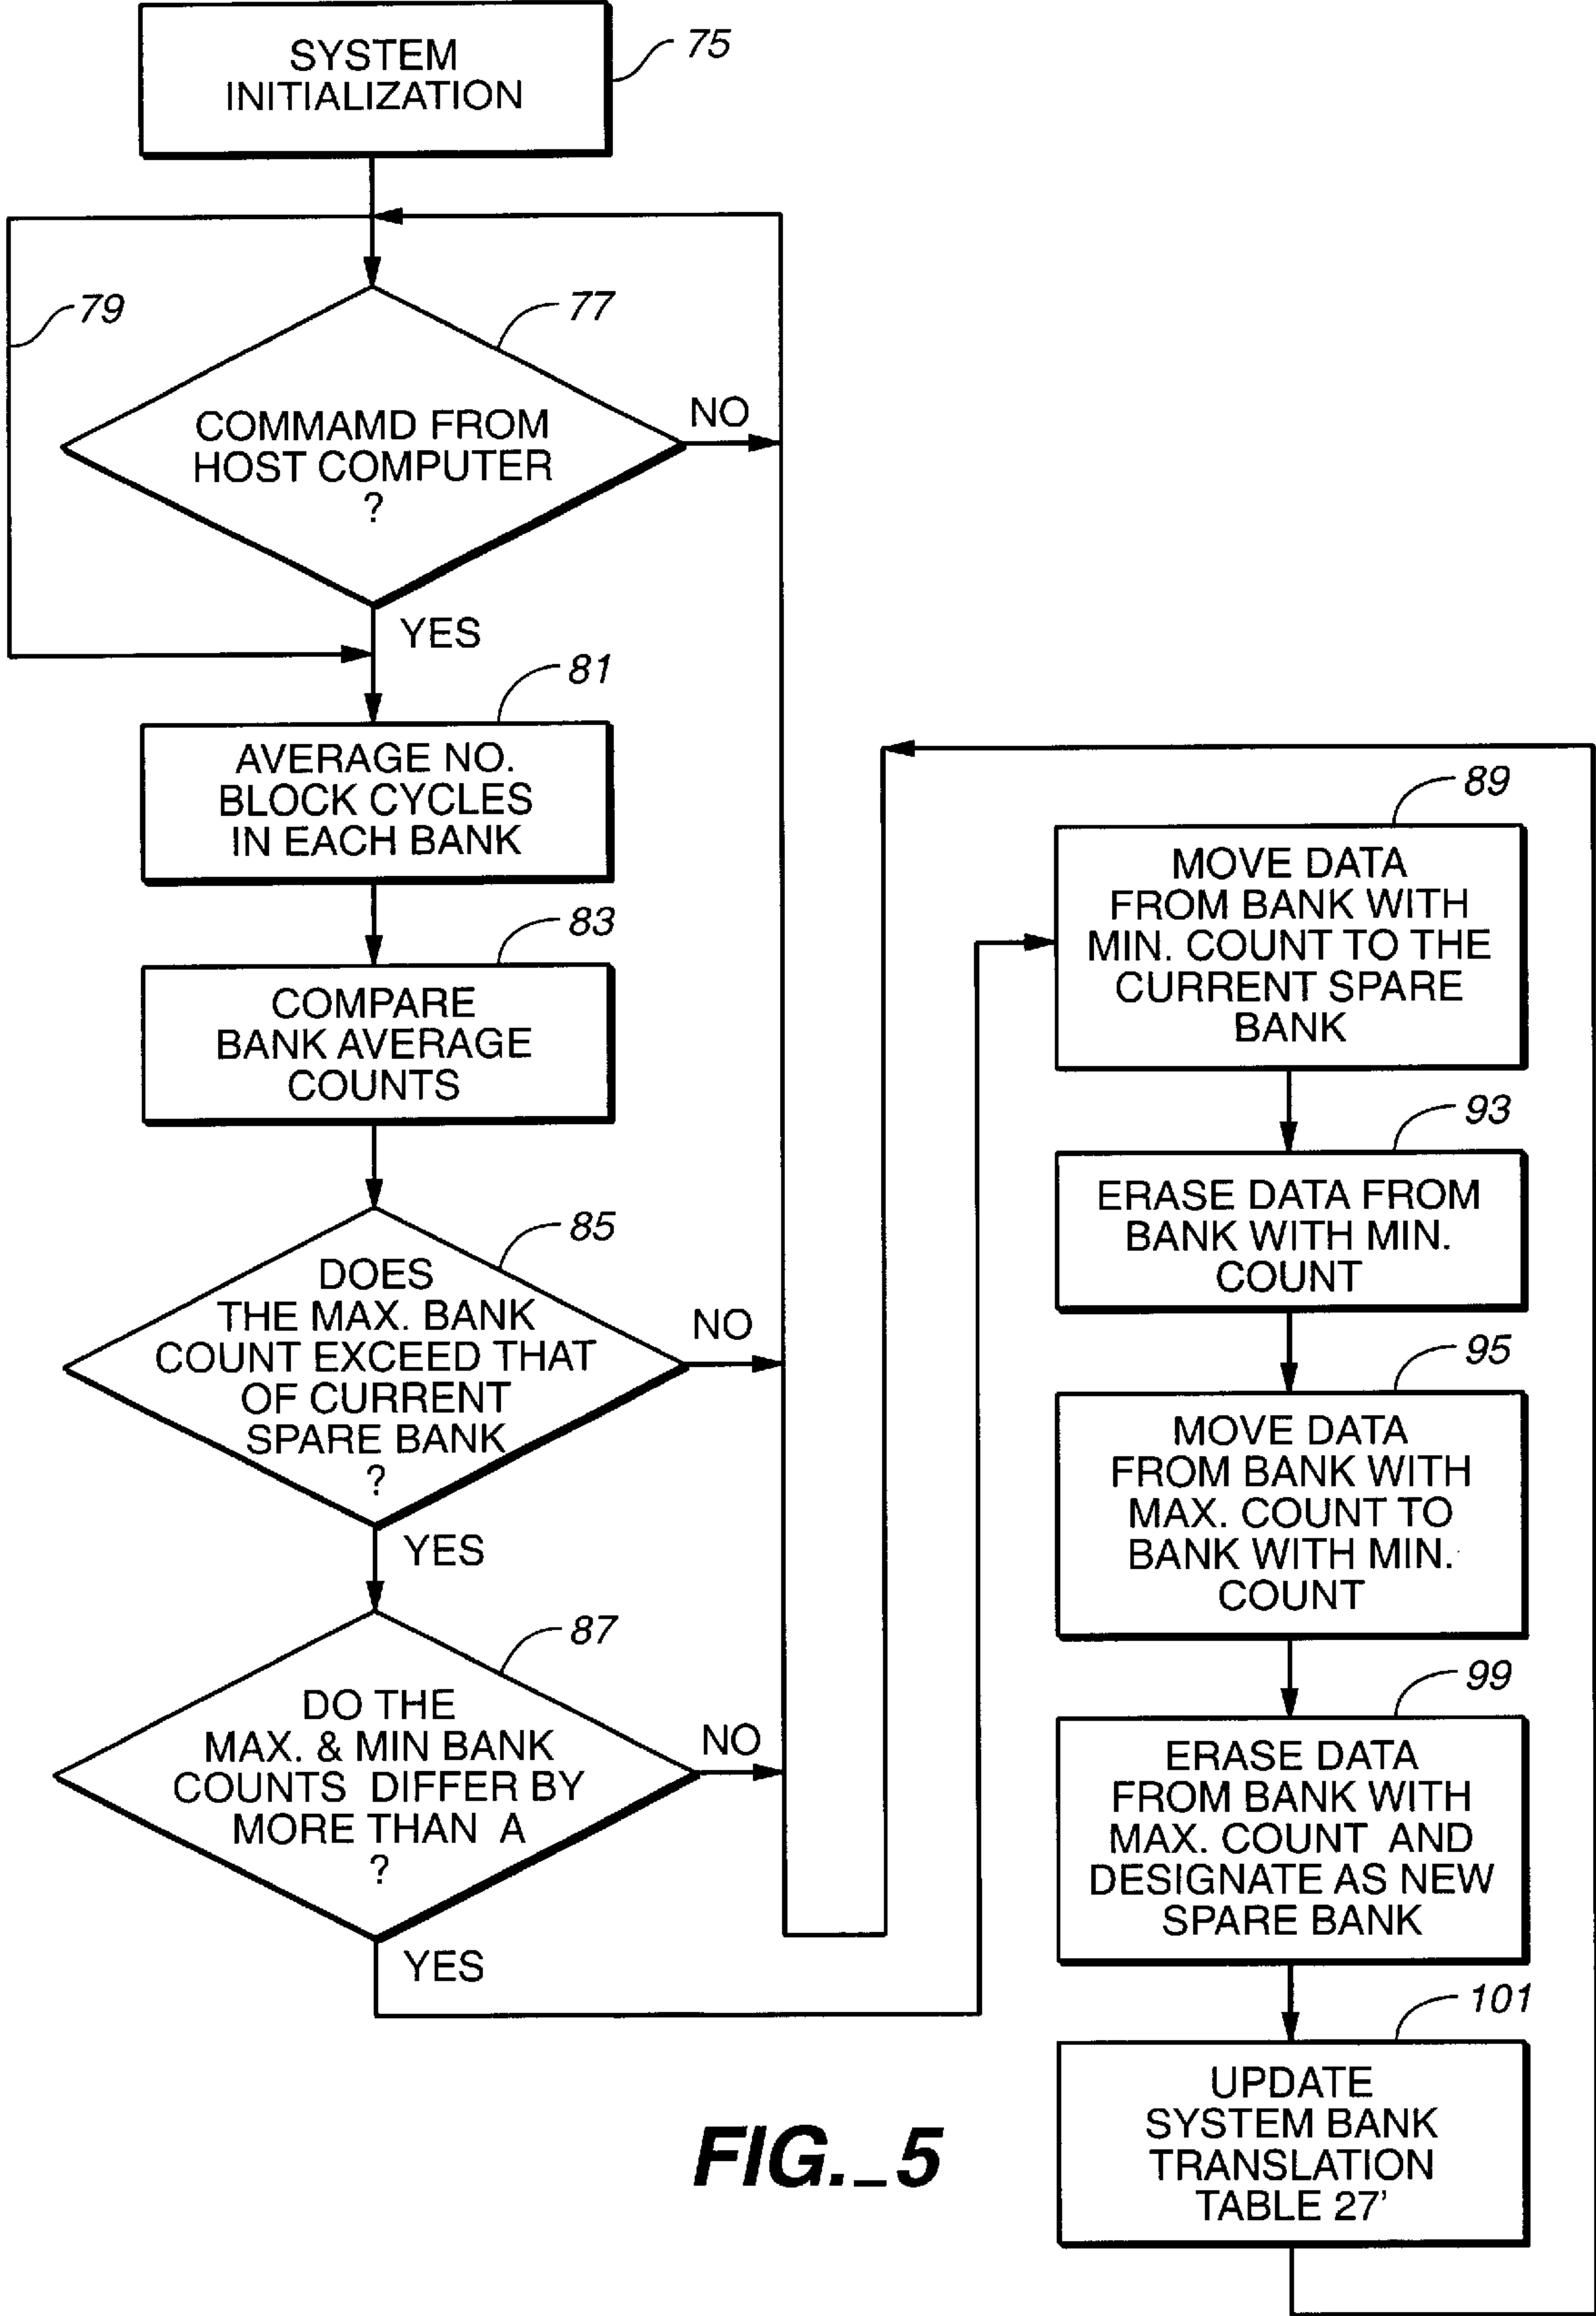 SYSTEM
INITIALIZATION
75
79
77
COMMAMD FROM
HOST COMPUTER
?
NO
YES
81
AVERAGE NO.
BLOCK CYCLES
IN EACH BANK
83
COMPARE
BANK AVERAGE
COUNTS
85
DOES
THE MAX. BANK
COUNT EXCEED THAT
OF CURRENT
SPARE BANK
?
NO
YES
87
DO THE
MAX. & MIN BANK
COUNTS DIFFER BY
MORE THAN A
?
NO
YES
89
MOVE DATA
FROM BANK WITH
MIN. COUNT TO THE
CURRENT SPARE
BANK
93
ERASE DATA FROM
BANK WITH MIN.
COUNT
95
MOVE DATA
FROM BANK WITH
MAX. COUNT TO
BANK WITH MIN.
COUNT
99
ERASE DATA
FROM BANK WITH
MAX. COUNT AND
DESIGNATE AS NEW
SPARE BANK
101
UPDATE
SYSTEM BANK
TRANSLATION
TABLE 27'
FIG._5